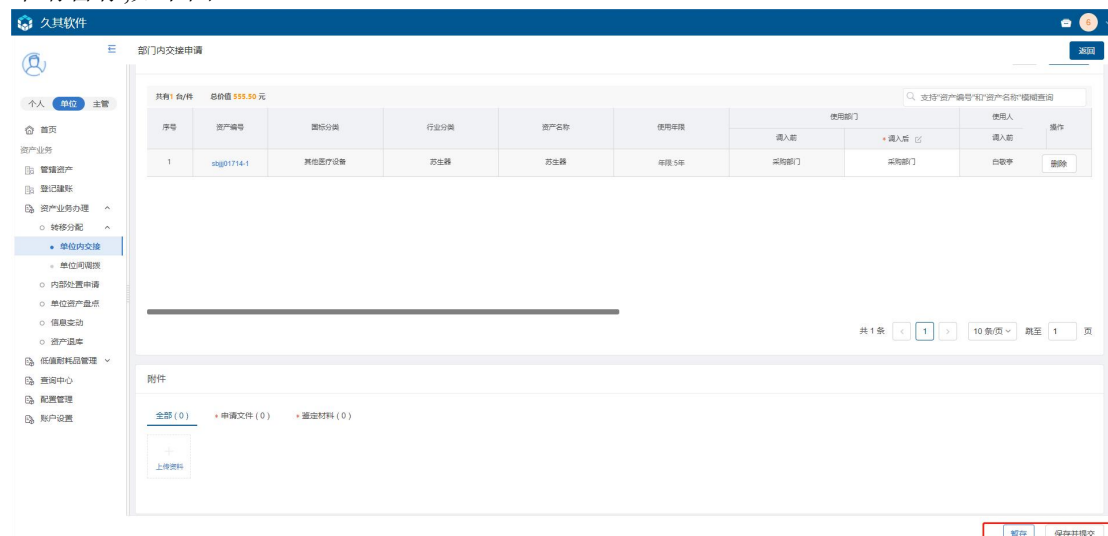 久其软件
6
部门内交接申请
返回
个人 单位 主管
首页
资产业务
管辖资产
登记建账
资产业务办理
转移分配
单位内交接
单位间调拨
内部处置申请
单位资产盘点
信息变动
资产退库
低值耐耗品管理
查询中心
配置管理
账户设置
共有1 台/件 总价值 555.50 元
支持"资产编号"和"资产名称"模糊查询
序号 资产编号 国标分类 行业分类 资产名称 使用年限 使用部门 使用人 操作
调入前 * 调入后 调入前
1 sbjj01714-1 其他医疗设备 苏生器 苏生器 年限:5年 采购部门 采购部门 白敬亭 删除
共 1 条 < 1 > 10 条/页 跳至 1 页
附件
全部 ( 0 ) * 申请文件 ( 0 ) * 鉴定材料 ( 0 )
+
上传资料
暂存 保存并提交